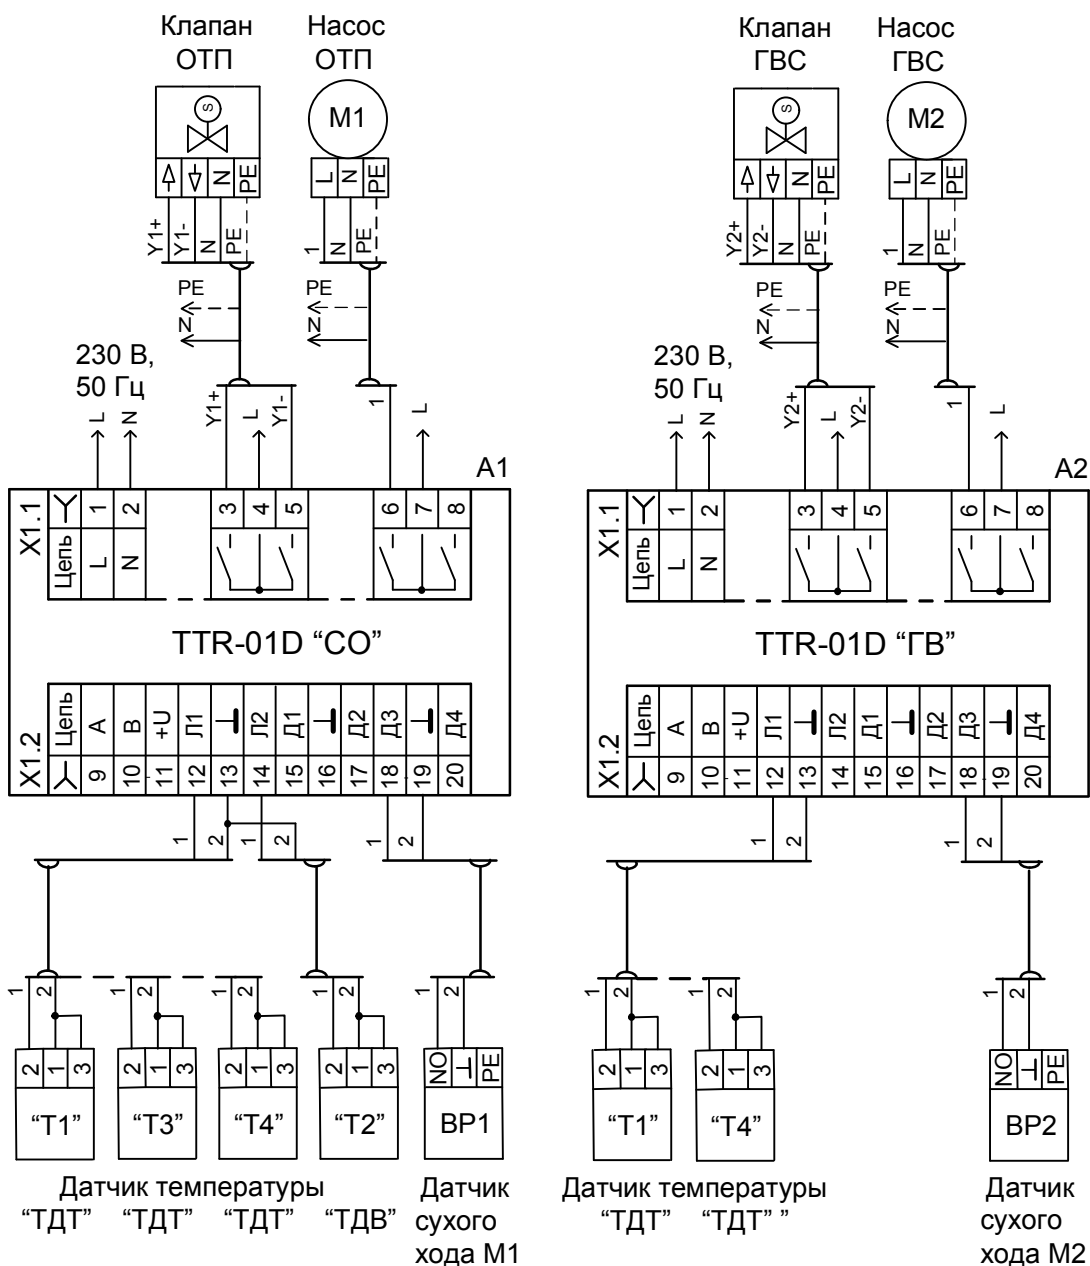 Клапан Насос
ОТП ОТП
S
M1
N PE
L N PE
Y1+ Y1- N PE
1 N PE
PE
N
PE
N
230 В,
50 Гц
L N
Y1+ L Y1-
1 L
A1
X1.1
1 2 3 4 5 6 7 8
Цепь L N
TTR-01D “СО”
X1.2
Цепь A B +U Л1 ⊥ Л2 Д1 ⊥ Д2 Д3 ⊥ Д4
9 10 11 12 13 14 15 16 17 18 19 20
1 2 1 2 1 2
1 2 1 2 1 2 1 2 1 2
2 1 3 2 1 3 2 1 3 2 1 3 NO ⊥ PE
“T1” “T3” “T4” “T2” BP1
Датчик температуры
“ТДТ” “ТДТ” “ТДТ” “ТДВ”
Датчик
сухого
хода М1
Клапан Насос
ГВС ГВС
S
M2
N PE
L N PE
Y2+ Y2- N PE
1 N PE
PE
N
PE
N
230 В,
50 Гц
L N
Y2+ L Y2-
1 L
A2
X1.1
1 2 3 4 5 6 7 8
Цепь L N
TTR-01D “ГВ”
X1.2
Цепь A B +U Л1 ⊥ Л2 Д1 ⊥ Д2 Д3 ⊥ Д4
9 10 11 12 13 14 15 16 17 18 19 20
1 2 1 2
1 2 1 2 1 2
2 1 3 2 1 3 NO ⊥ PE
“T1” “T4” BP2
Датчик температуры
“ТДТ” “ТДТ” ”
Датчик
сухого
хода М2